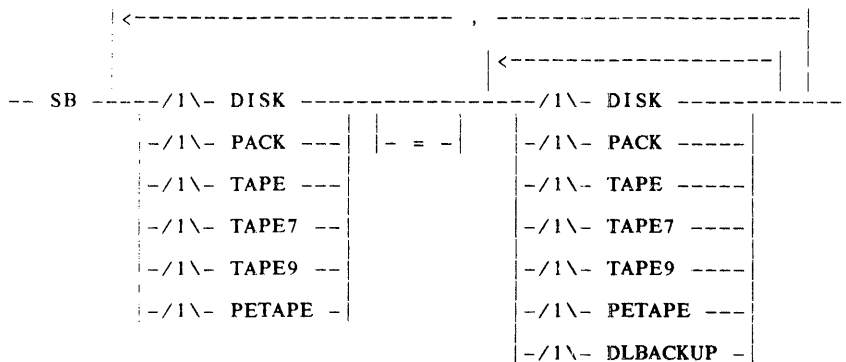 ,
-- SB -----/1\- DISK -----------------------/1\- DISK -----------
-/1\- PACK --- - = - -/1\- PACK -----
-/1\- TAPE --- -/1\- TAPE -----
-/1\- TAPE7 -- -/1\- TAPE7 ----
-/1\- TAPE9 -- -/1\- TAPE9 ----
-/1\- PETAPE - -/1\- PETAPE ---
-/1\- DLBACKUP -